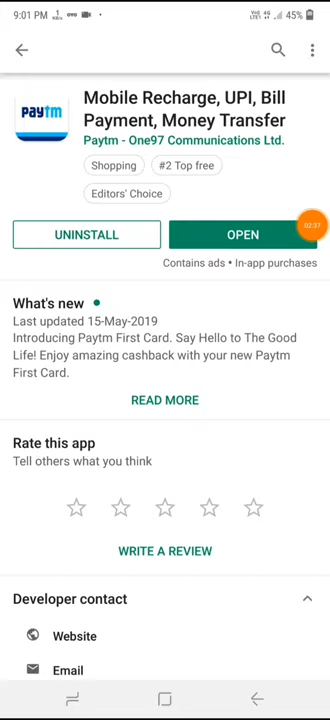 9:01 PM
45%
paytm
Mobile Recharge, UPI, Bill
Payment, Money Transfer
Paytm - One97 Communications Ltd.
Shopping
#2 Top free
Editors' Choice
UNINSTALL
OPEN
02:37
Contains ads • In-app purchases
What's new
Last updated 15-May-2019
Introducing Paytm First Card. Say Hello to The Good
Life! Enjoy amazing cashback with your new Paytm
First Card.
READ MORE
Rate this app
Tell others what you think
WRITE A REVIEW
Developer contact
Website
Email